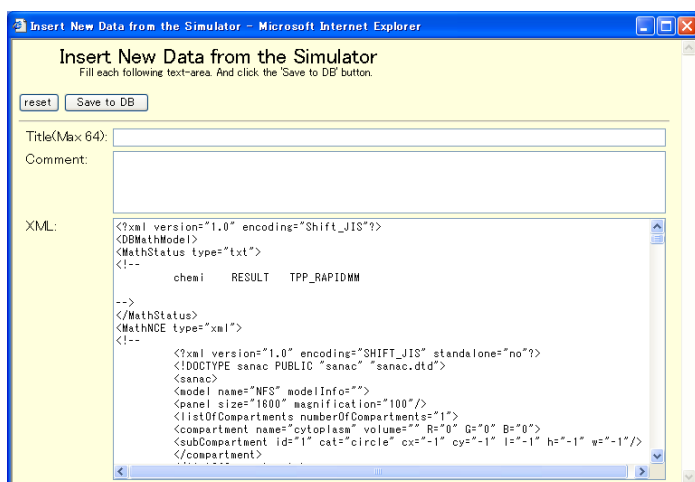 Insert New Data from the Simulator - Microsoft Internet Explorer
Insert New Data from the Simulator
Fill each following text-area. And click the 'Save to DB' button.
reset Save to DB
Title(Max 64):
Comment:
XML:
<?xml version="1.0" encoding="Shift_JIS"?>
<DBMathModel>
<MathStatus type="txt">
<!--
chemi RESULT TPP_RAPIDMM
-->
</MathStatus>
<MathNCE type="xml">
<!--
<?xml version="1.0" encoding="SHIFT_JIS" standalone="no"?>
<!DOCTYPE sanac PUBLIC "sanac" "sanac.dtd">
<sanac>
<model name="NFS" modelInfo="">
<panel size="1600" magnification="100"/>
<listOfCompartments numberOfCompartments="1">
<compartment name="cytoplasm" volume="" R="0" G="0" B="0">
<subCompartment id="1" cat="circle" cx="-1" cy="-1" l="-1" h="-1" w="-1"/>
</compartment>